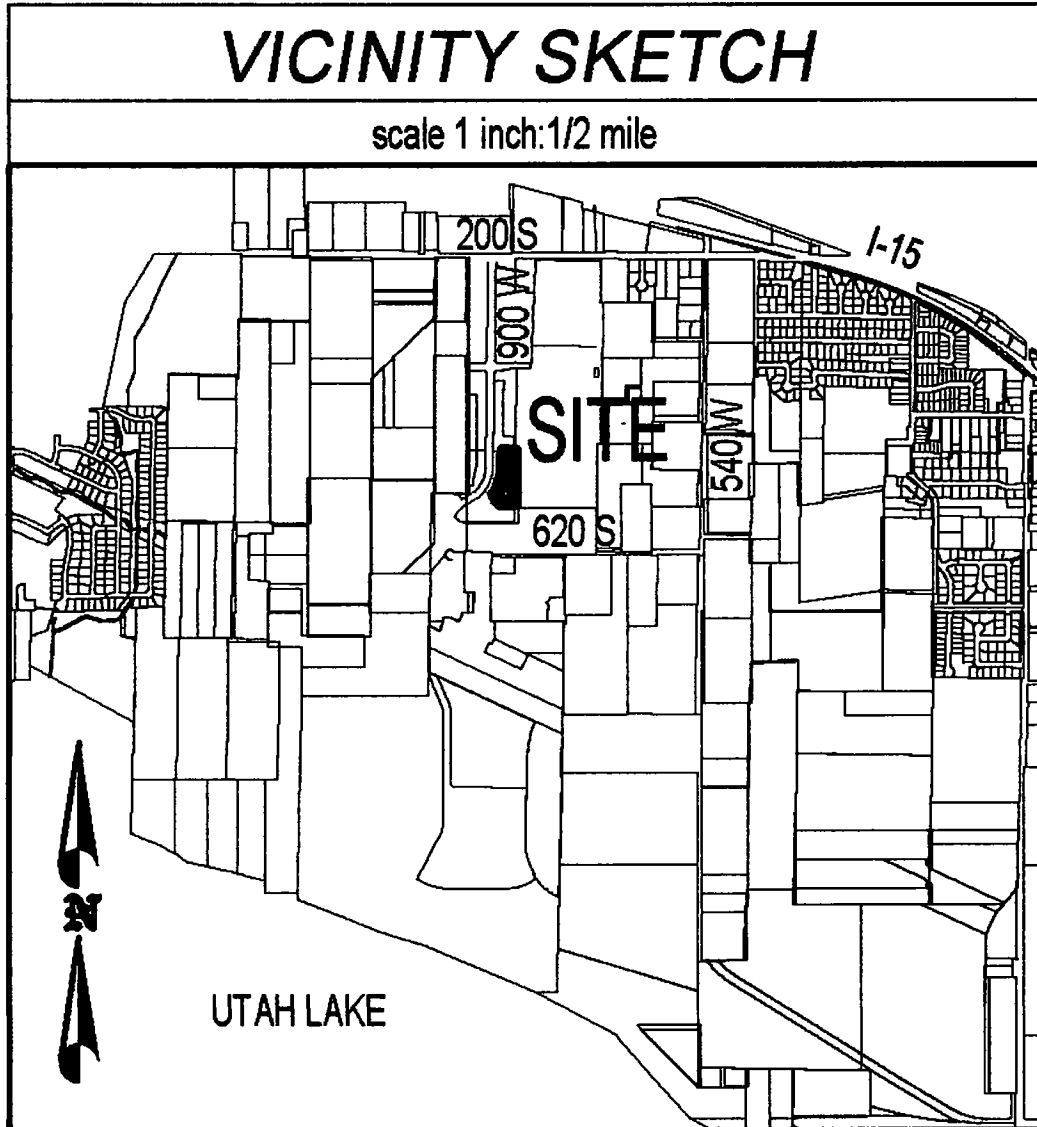 VICINITY SKETCH
scale 1 inch:1/2 mile
200 S
I-15
900 W
SITE
540 W
620 S
N
UTAH LAKE